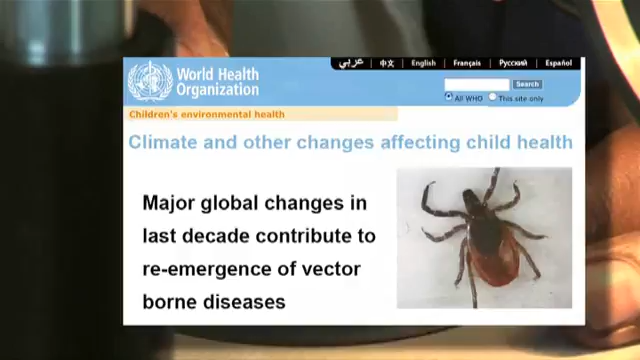 عربي
中文
English
Français
Русский
Español
World Health
Organization
Search
All WHO
This site only
Children's environmental health
Climate and other changes affecting child health
Major global changes in
last decade contribute to
re-emergence of vector
borne diseases